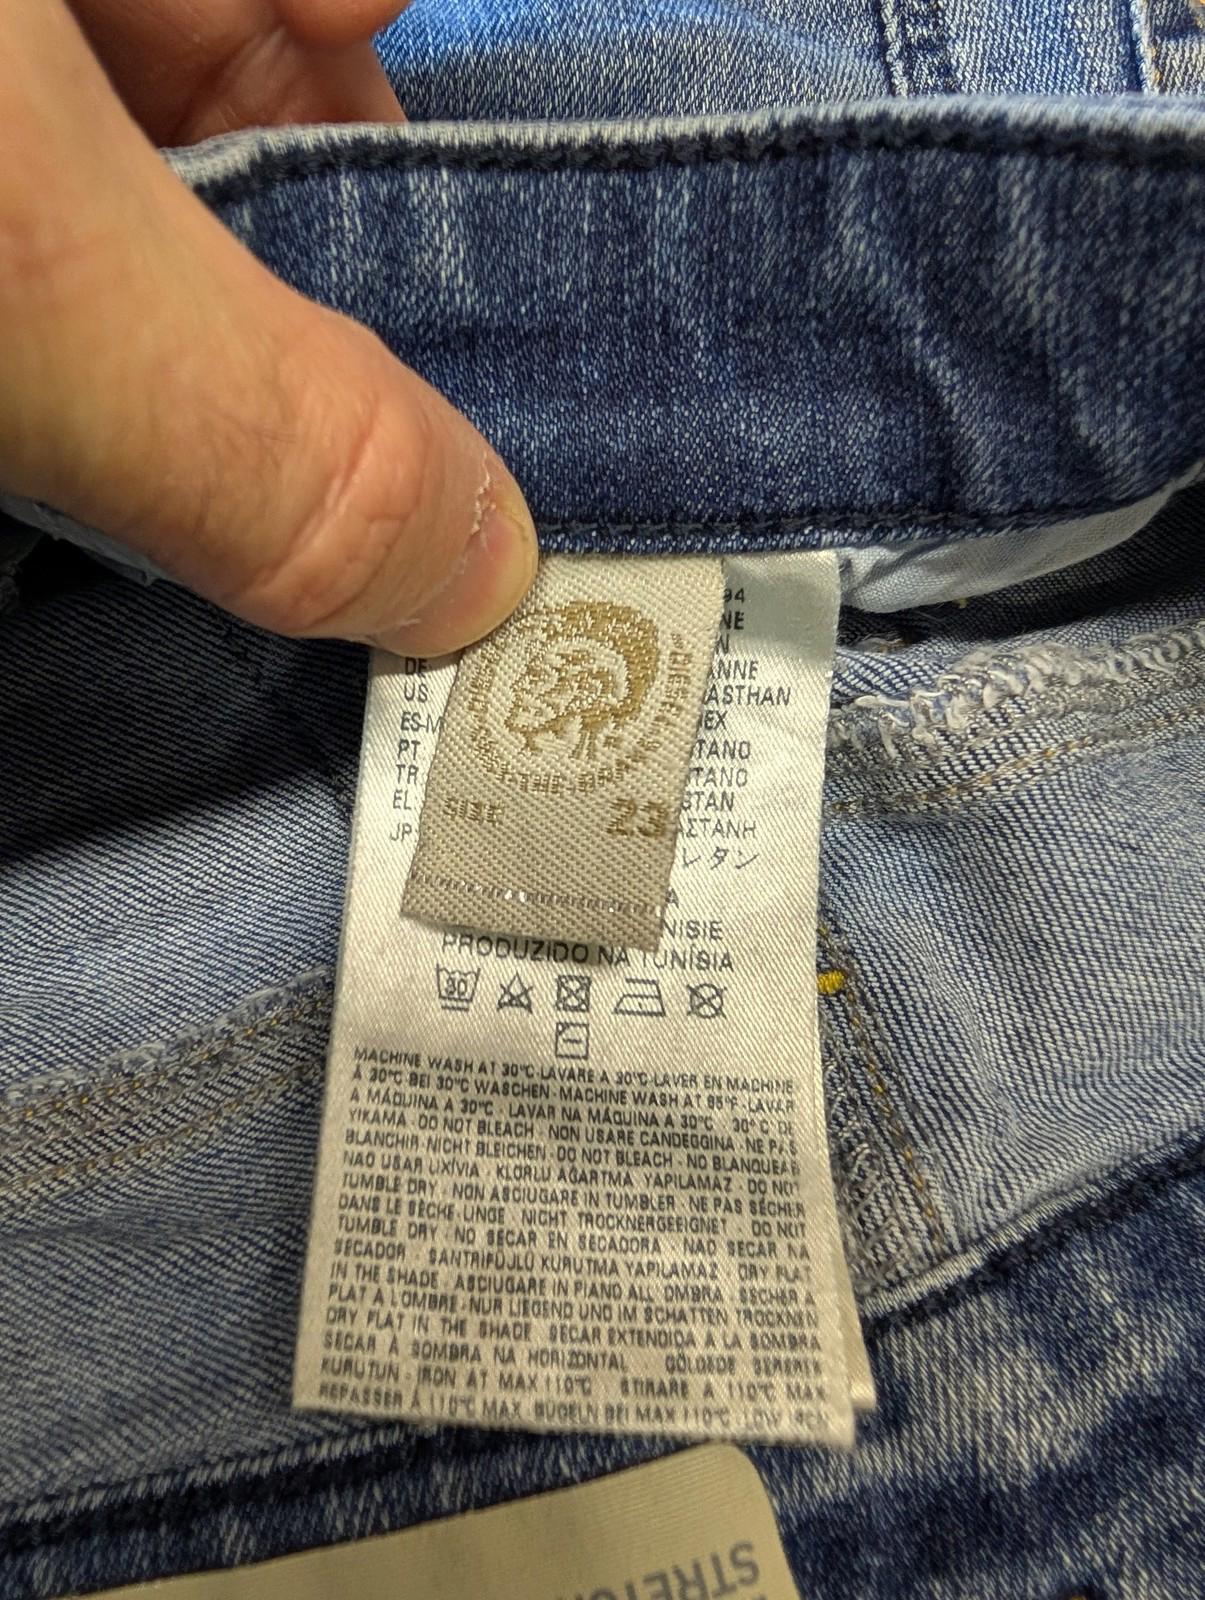 94
NE
DE
ANNE
US
ASTHAN
ES-M
EX
PT
TANO
TR
TANO
EL
STAN
JP
ΑΣΤΑΝΗ
レタン
DIESEL
SIZE 23
A
NISIE
PRODUZIDO NA TUNÍSIA
30
MACHINE WASH AT 30°C·LAVARE A 30°C·LAVER EN MACHINE
À 30°C·BEI 30°C WASCHEN·MACHINE WASH AT 85°F·LAVAR
A MÁQUINA A 30°C · LAVAR NA MÁQUINA A 30°C · 30°C' DE
YIKAMA · DO NOT BLEACH · NON USARE CANDEGGINA · NE PAS
BLANCHIR·NICHT BLEICHEN·DO NOT BLEACH·NO BLANQUEAR
NAO USAR LIXÍVIA · KLORLU AĞARTMA YAPILAMAZ · DO NOT
TUMBLE DRY · NON ASCIUGARE IN TUMBLER · NE PAS SÉCHER
DANS LE SÈCHE-LINGE · NICHT TROCKNERGEEIGNET · DO NOT
TUMBLE DRY · NO SECAR EN SECADORA · NAO SECAR NA
SECADOR · SANTRIFÜJLÜ KURUTMA YAPILAMAZ · DRY FLAT
IN THE SHADE · ASCIUGARE IN PIANO ALL'OMBRA · SÉCHER À
PLAT À L'OMBRE·NUR LIEGEND UND IM SCHATTEN TROCKNEN
DRY FLAT IN THE SHADE · SECAR EXTENDIDA A LA SOMBRA
SECAR À SOMBRA NA HORIZONTAL · GÖLGEDE SEREREK
KURUTUN · IRON AT MAX 110°C · STIRARE A 110°C MAX
REPASSER À 110°C MAX · BÜGELN BEI MAX 110°C · LOW IRON
STRETCH